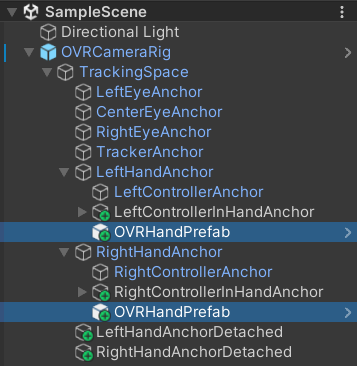 SampleScene
Directional Light
OVRCameraRig
TrackingSpace
LeftEyeAnchor
CenterEyeAnchor
RightEyeAnchor
TrackerAnchor
LeftHandAnchor
LeftControllerAnchor
LeftControllerInHandAnchor
OVRHandPrefab
RightHandAnchor
RightControllerAnchor
RightControllerInHandAnchor
OVRHandPrefab
LeftHandAnchorDetached
RightHandAnchorDetached